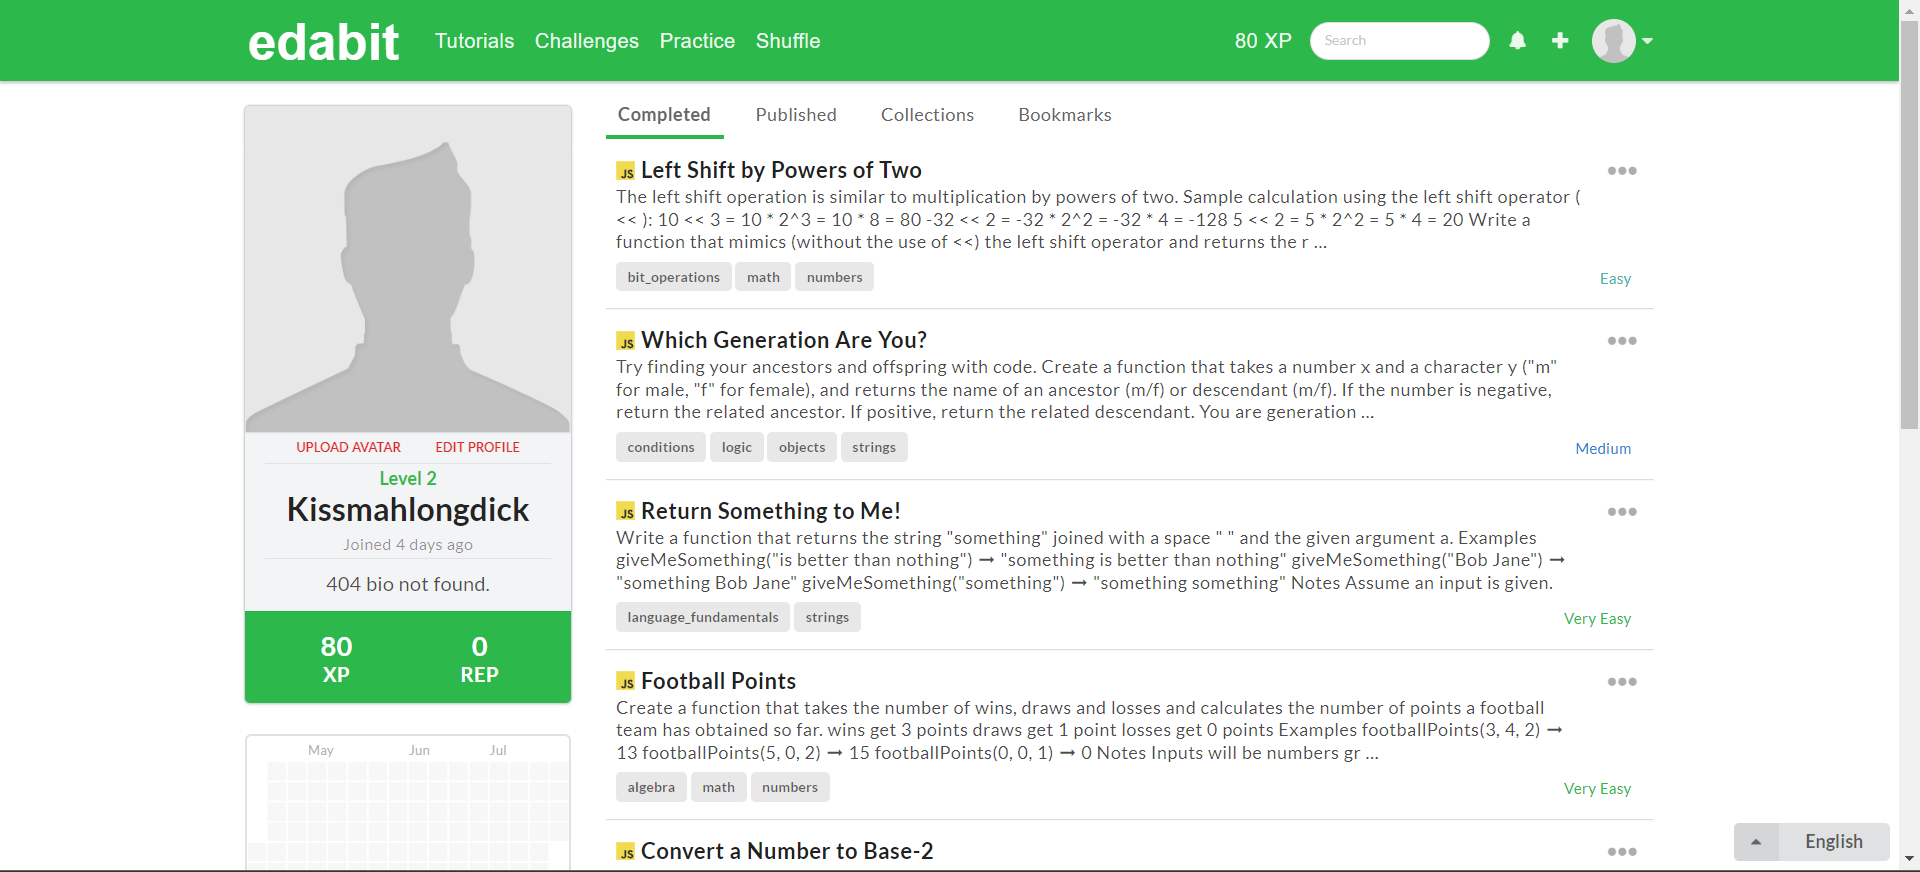 edabit
Tutorials Challenges Practice Shuffle
80 XP Search
Completed Published Collections Bookmarks
UPLOAD AVATAR EDIT PROFILE
Level 2
Kissmahlongdick
Joined 4 days ago
404 bio not found.
80 0
XP REP
May Jun Jul
JS Left Shift by Powers of Two
The left shift operation is similar to multiplication by powers of two. Sample calculation using the left shift operator (
<< ): 10 << 3 = 10 * 2^3 = 10 * 8 = 80 -32 << 2 = -32 * 2^2 = -32 * 4 = -128 5 << 2 = 5 * 2^2 = 5 * 4 = 20 Write a
function that mimics (without the use of <<) the left shift operator and returns the r ...
bit_operations math numbers
Easy
JS Which Generation Are You?
Try finding your ancestors and offspring with code. Create a function that takes a number x and a character y ("m"
for male, "f" for female), and returns the name of an ancestor (m/f) or descendant (m/f). If the number is negative,
return the related ancestor. If positive, return the related descendant. You are generation ...
conditions logic objects strings
Medium
JS Return Something to Me!
Write a function that returns the string "something" joined with a space " " and the given argument a. Examples
giveMeSomething("is better than nothing") ➞ "something is better than nothing" giveMeSomething("Bob Jane") ➞
"something Bob Jane" giveMeSomething("something") ➞ "something something" Notes Assume an input is given.
language_fundamentals strings
Very Easy
JS Football Points
Create a function that takes the number of wins, draws and losses and calculates the number of points a football
team has obtained so far. wins get 3 points draws get 1 point losses get 0 points Examples footballPoints(3, 4, 2) ➞
13 footballPoints(5, 0, 2) ➞ 15 footballPoints(0, 0, 1) ➞ 0 Notes Inputs will be numbers gr ...
algebra math numbers
Very Easy
JS Convert a Number to Base-2
English